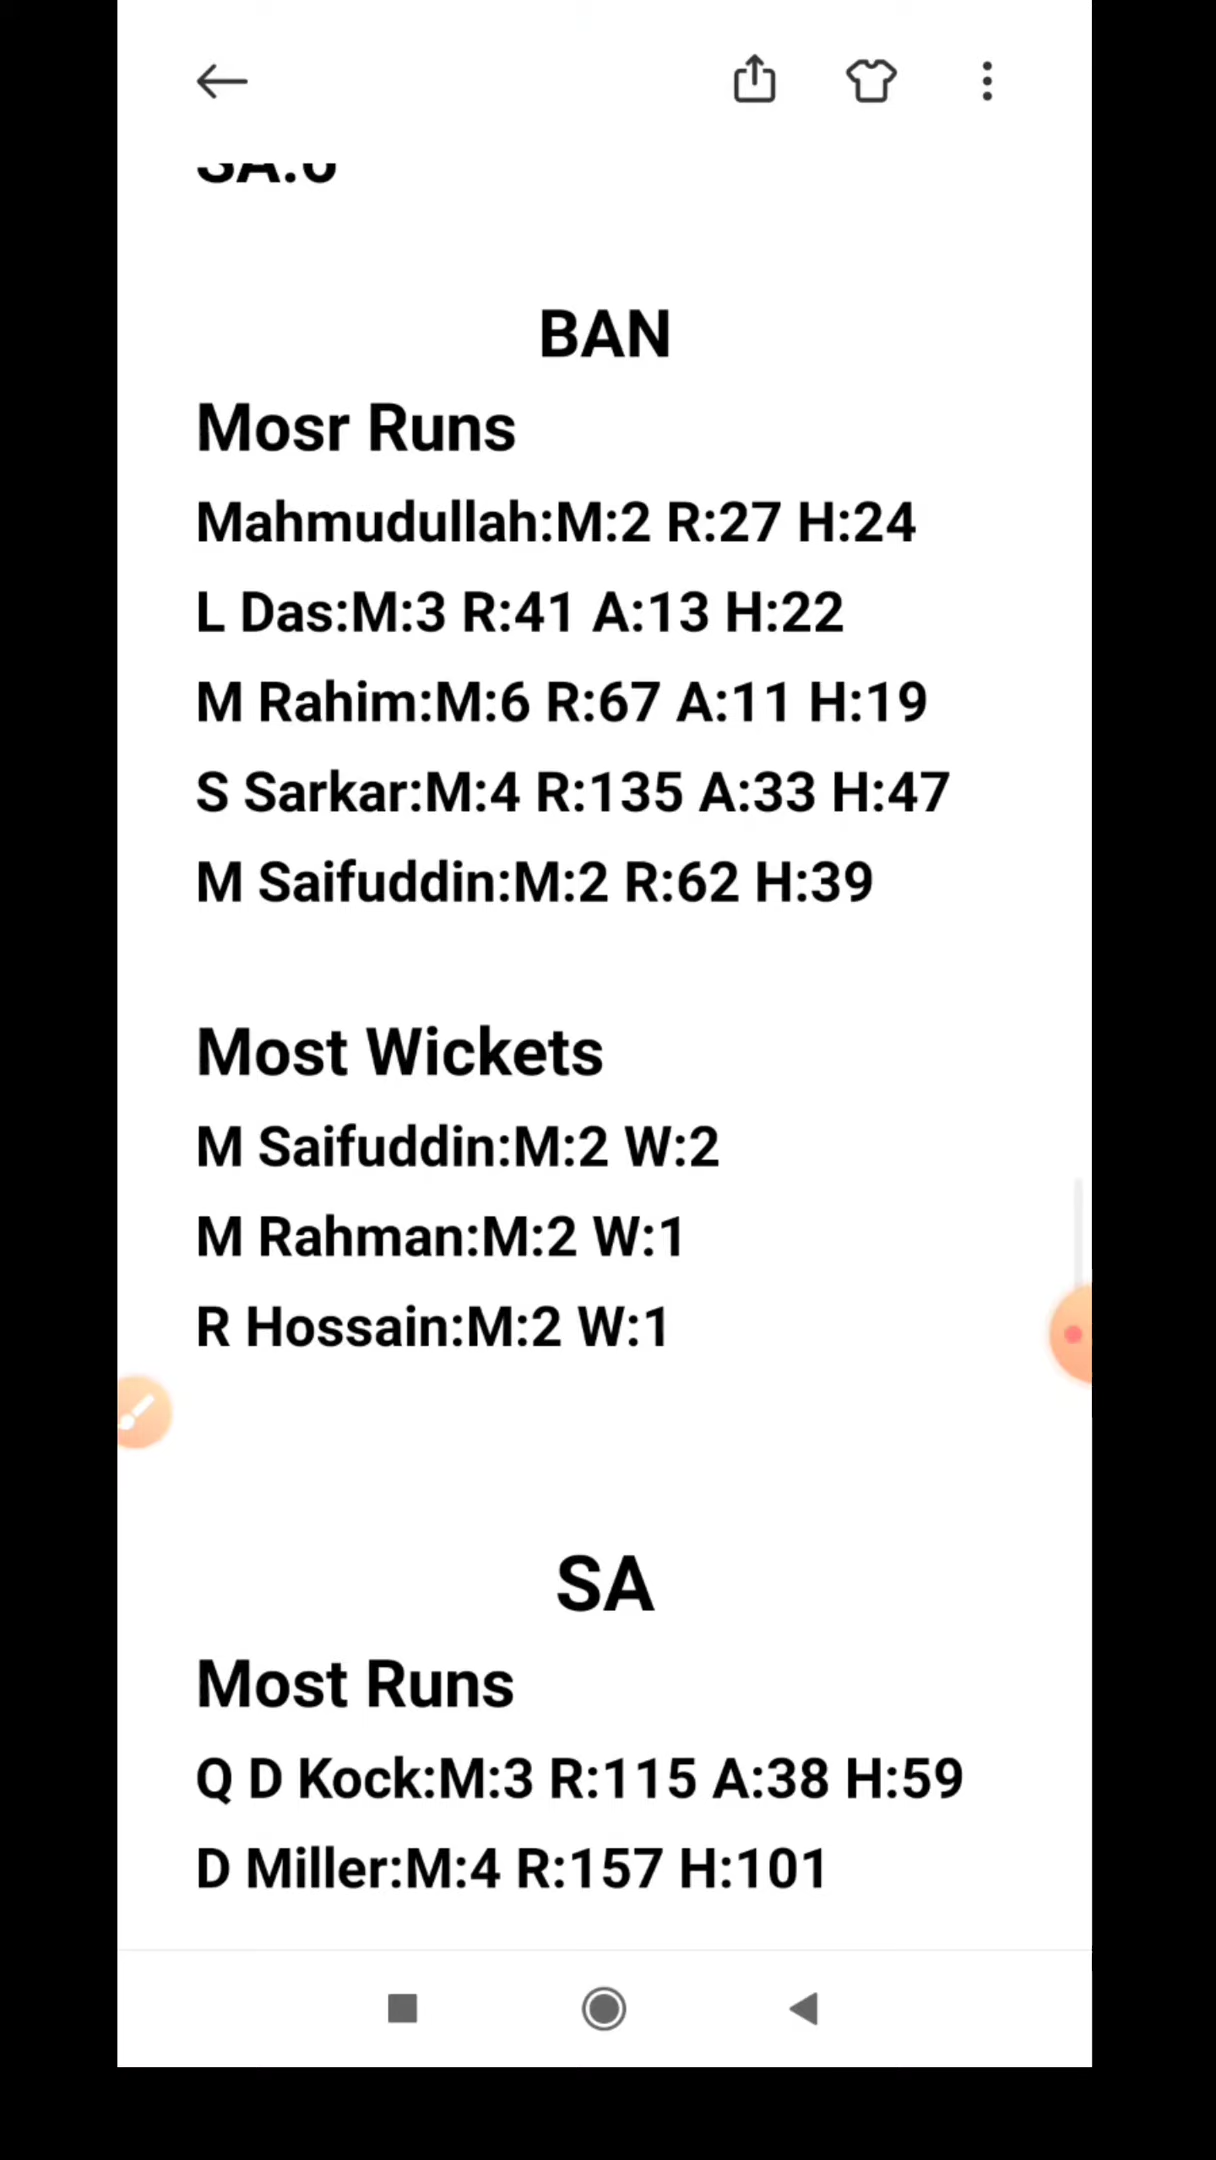 BAN
Mosr Runs
Mahmudullah:M:2 R:27 H:24
L Das:M:3 R:41 A:13 H:22
M Rahim:M:6 R:67 A:11 H:19
S Sarkar:M:4 R:135 A:33 H:47
M Saifuddin:M:2 R:62 H:39
Most Wickets
M Saifuddin:M:2 W:2
M Rahman:M:2 W:1
R Hossain:M:2 W:1
SA
Most Runs
Q D Kock:M:3 R:115 A:38 H:59
D Miller:M:4 R:157 H:101